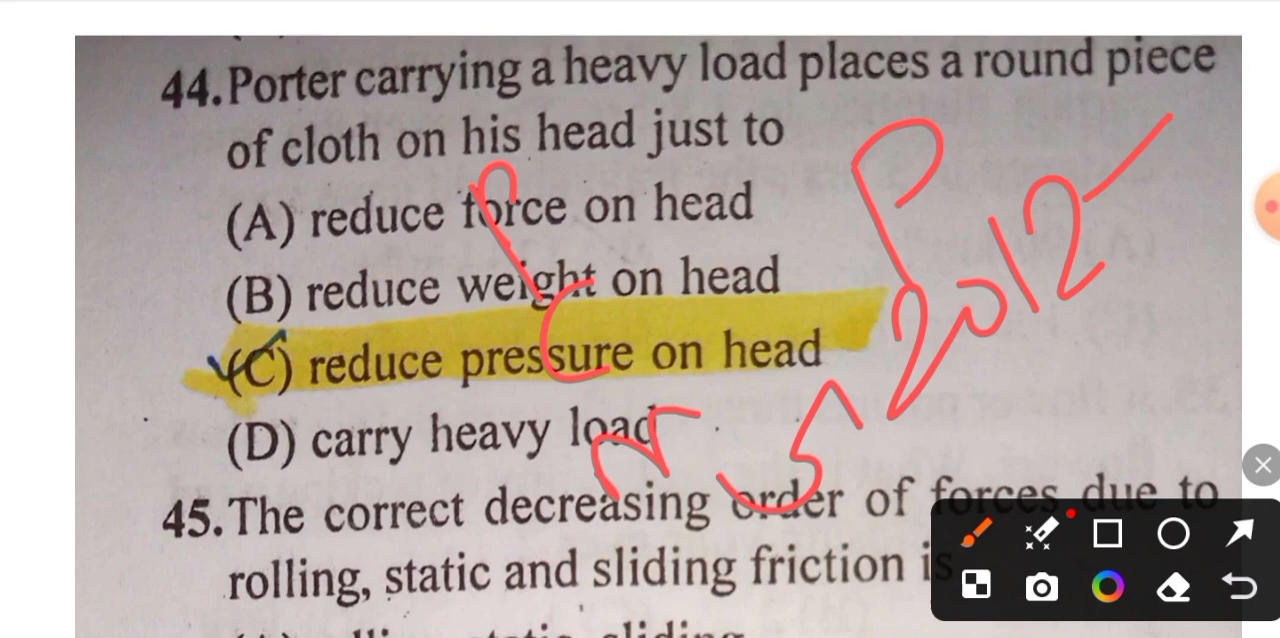 44. Porter carrying a heavy load places a round piece
of cloth on his head just to
(A) reduce force on head
(B) reduce weight on head
(C) reduce pressure on head
(D) carry heavy load
45. The correct decreasing order of forces due to
rolling, static and sliding friction is